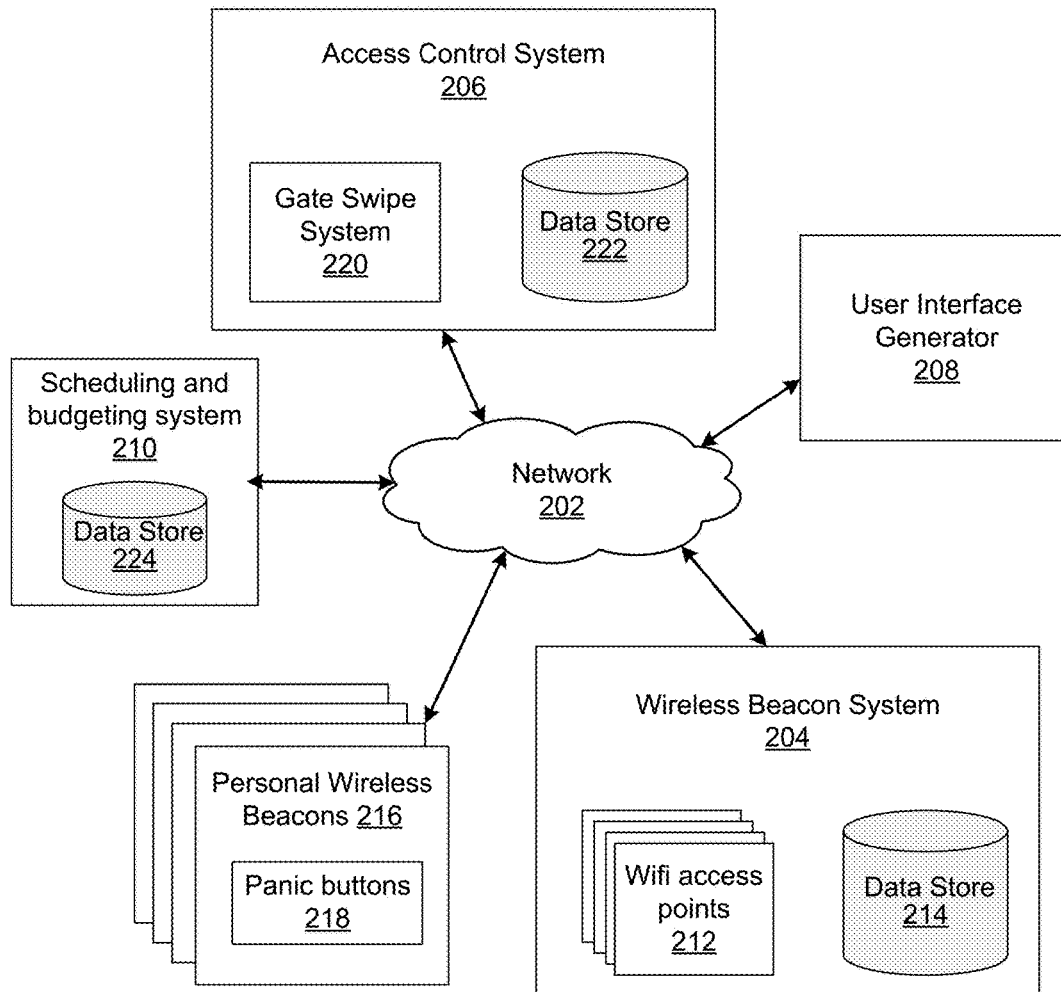 Access Control System
206
Gate Swipe
System
220
Data Store
222
User Interface
Generator
208
Scheduling and
budgeting system
210
Data Store
224
Network
202
Personal Wireless
Beacons 216
Panic buttons
218
Wireless Beacon System
204
Wifi access
points
212
Data Store
214